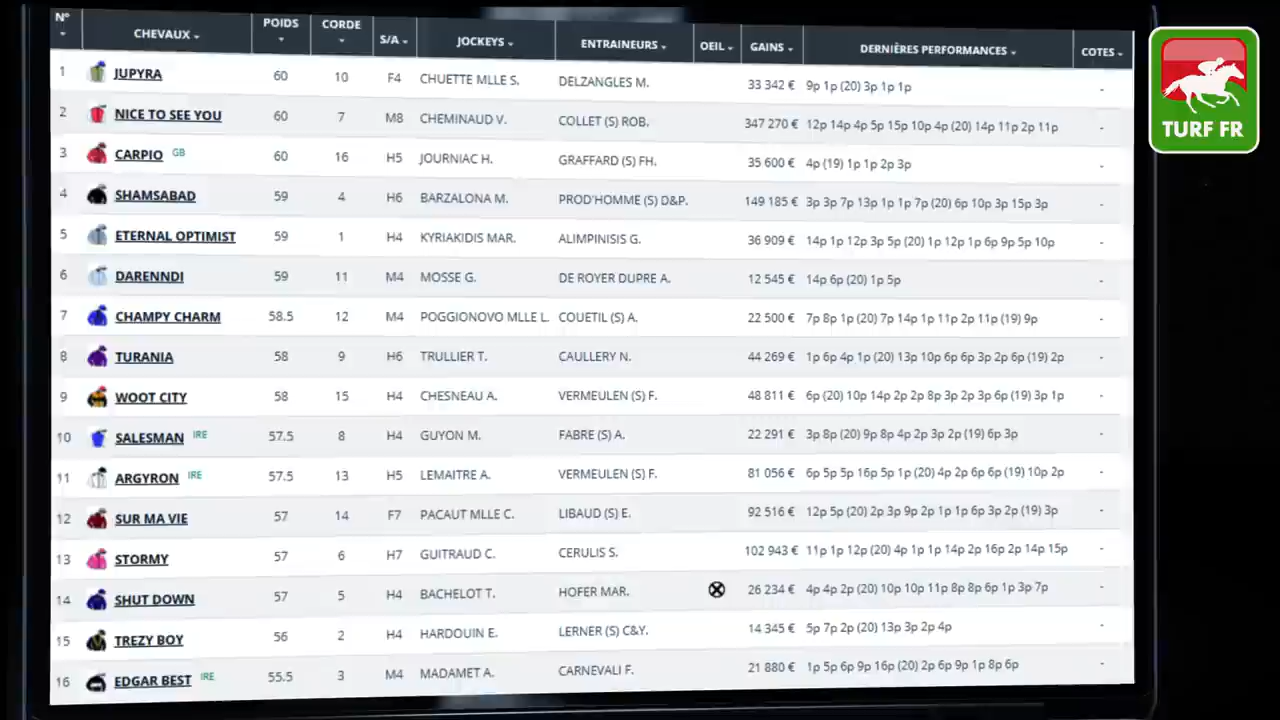 N° CHEVAUX POIDS CORDE S/A JOCKEYS ENTRAINEURS OEIL GAINS DERNIÈRES PERFORMANCES COTES
1 JUPYRA 60 10 F4 CHUETTE MLLE S. DELZANGLES M. 33 342 € 9p 1p (20) 3p 1p 1p -
2 NICE TO SEE YOU 60 7 M8 CHEMINAUD V. COLLET (S) ROB. 347 270 € 12p 14p 4p 5p 15p 10p 4p (20) 14p 11p 2p 11p -
3 CARPIO GB 60 16 H5 JOURNIAC H. GRAFFARD (S) FH. 35 600 € 4p (19) 1p 1p 2p 3p -
4 SHAMSABAD 59 4 H6 BARZALONA M. PROD'HOMME (S) D&P. 149 185 € 3p 3p 7p 13p 1p 1p 7p (20) 6p 10p 3p 15p 3p -
5 ETERNAL OPTIMIST 59 1 H4 KYRIAKIDIS MAR. ALIMPINISIS G. 36 909 € 14p 1p 12p 3p 5p (20) 1p 12p 1p 6p 9p 5p 10p -
6 DARENNDI 59 11 M4 MOSSE G. DE ROYER DUPRE A. 12 545 € 14p 6p (20) 1p 5p -
7 CHAMPY CHARM 58.5 12 M4 POGGIONOVO MLLE L. COUETIL (S) A. 22 500 € 7p 8p 1p (20) 7p 14p 1p 11p 2p 11p (19) 9p -
8 TURANIA 58 9 H6 TRULLIER T. CAULLERY N. 44 269 € 1p 6p 4p 1p (20) 13p 10p 6p 6p 3p 2p 6p (19) 2p -
9 WOOT CITY 58 15 H4 CHESNEAU A. VERMEULEN (S) F. 48 811 € 6p (20) 10p 14p 2p 2p 8p 3p 2p 3p 6p (19) 3p 1p -
10 SALESMAN IRE 57.5 8 H4 GUYON M. FABRE (S) A. 22 291 € 3p 8p (20) 9p 8p 4p 2p 3p 2p (19) 6p 3p -
11 ARGYRON IRE 57.5 13 H5 LEMAITRE A. VERMEULEN (S) F. 81 056 € 6p 5p 5p 16p 5p 1p (20) 4p 2p 6p 6p (19) 10p 2p -
12 SUR MA VIE 57 14 F7 PACAUT MLLE C. LIBAUD (S) E. 92 516 € 12p 5p (20) 2p 3p 9p 2p 1p 1p 6p 3p 2p (19) 3p -
13 STORMY 57 6 H7 GUITRAUD C. CERULIS S. 102 943 € 11p 1p 12p (20) 4p 1p 1p 14p 2p 16p 2p 14p 15p -
14 SHUT DOWN 57 5 H4 BACHELOT T. HOFER MAR. 26 234 € 4p 4p 2p (20) 10p 10p 11p 8p 8p 6p 1p 3p 7p -
15 TREZY BOY 56 2 H4 HARDOUIN E. LERNER (S) C&Y. 14 345 € 5p 7p 2p (20) 13p 3p 2p 4p -
16 EDGAR BEST IRE 55.5 3 M4 MADAMET A. CARNEVALI F. 21 880 € 1p 5p 6p 9p 16p (20) 2p 6p 9p 1p 8p 6p -
TURF FR